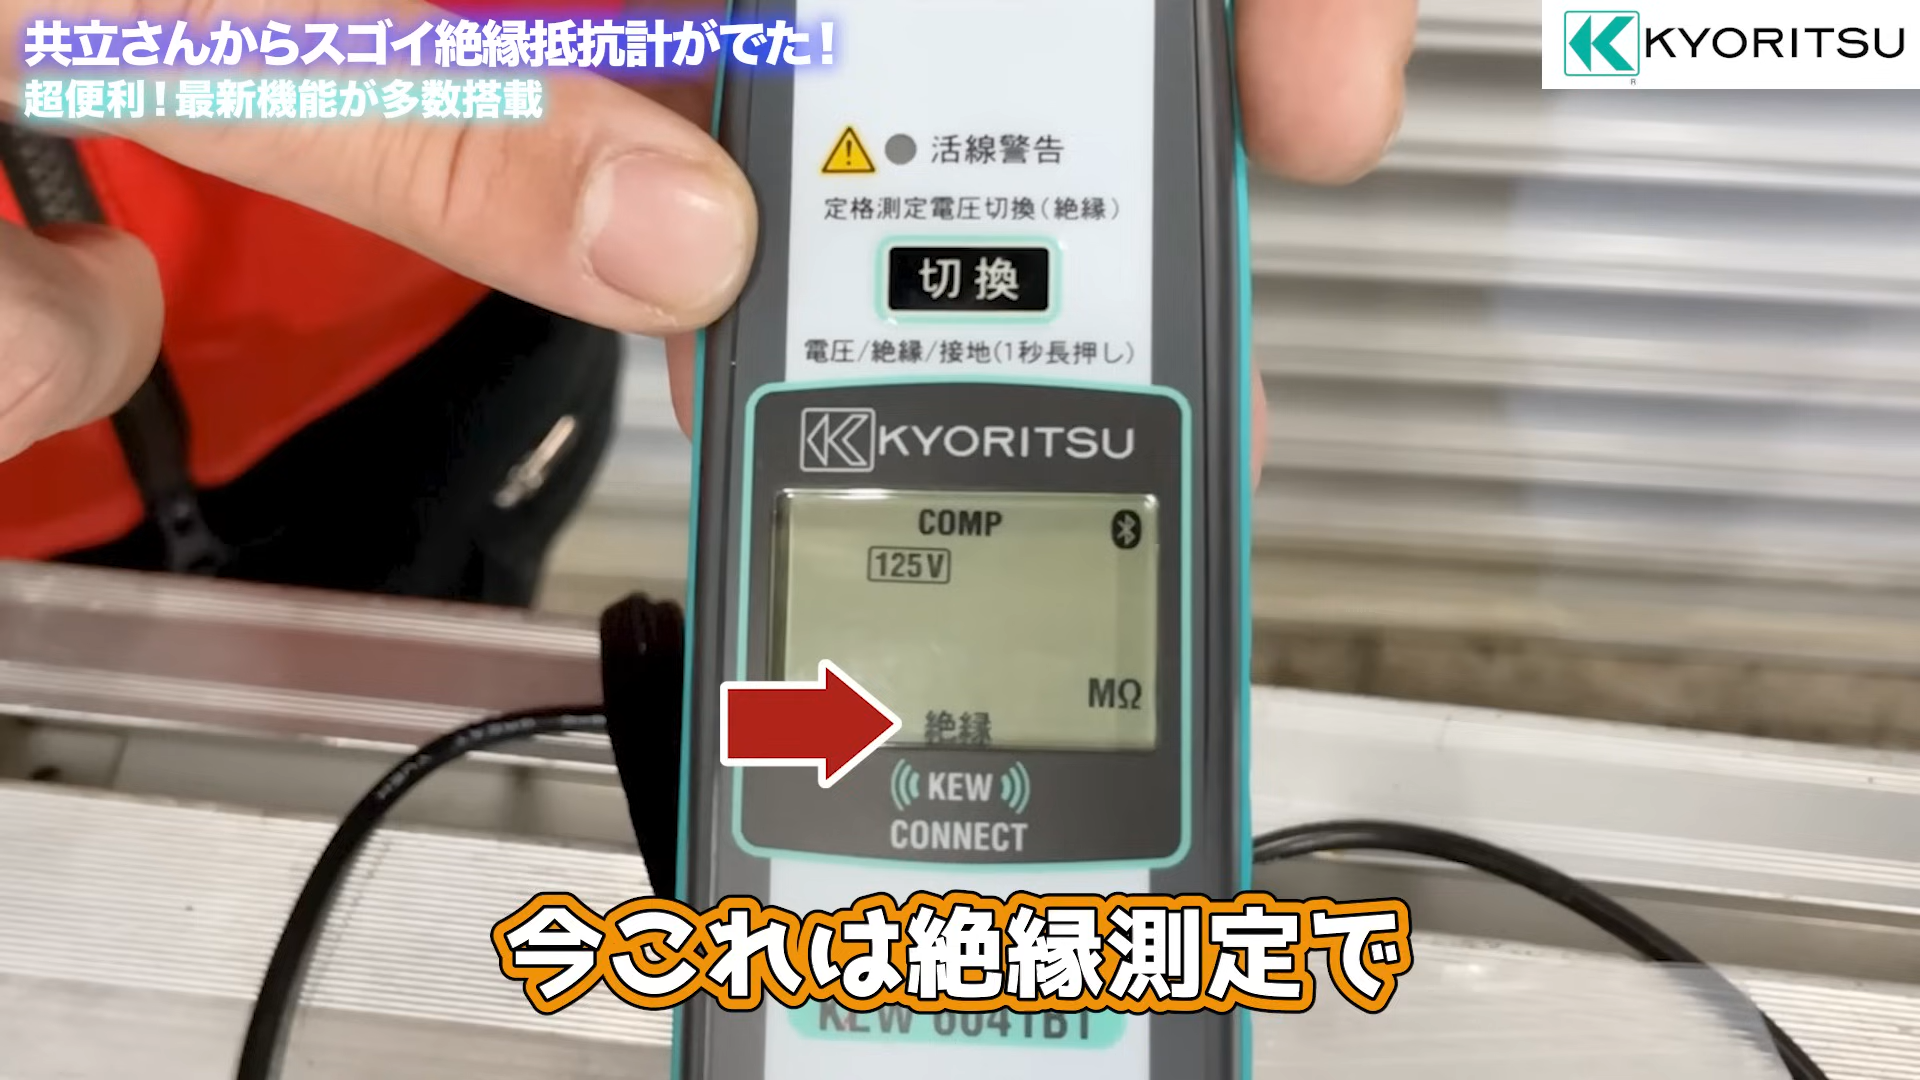 共立さんからスゴイ絶縁抵抗計がでた！
超便利！最新機能が多数搭載
KYORITSU
活線警告
定格測定電圧切換（絶縁）
切換
電圧/絶縁/接地(1秒長押し)
KYORITSU
COMP
125V
MΩ
絶縁
KEW
CONNECT
今これは絶縁測定で
KEW 6041BT